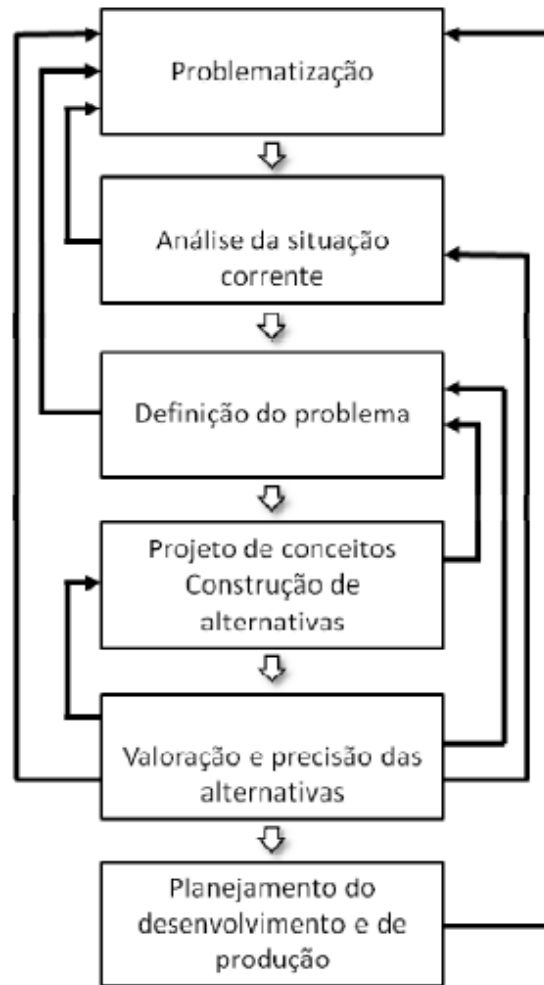 Problematização
Análise da situação
corrente
Definição do problema
Projeto de conceitos
Construção de
alternativas
Valoração e precisão das
alternativas
Planejamento do
desenvolvimento e de
produção